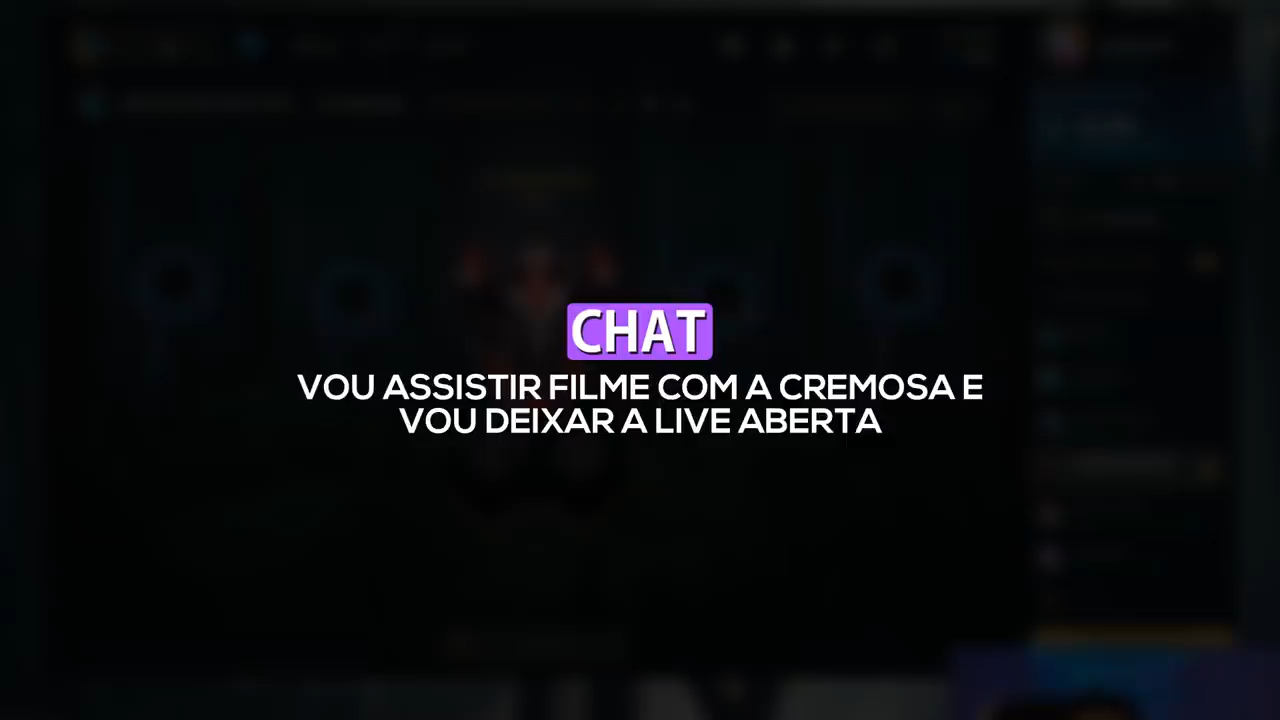 CHAT
VOU ASSISTIR FILME COM A CREMOSA E
VOU DEIXAR A LIVE ABERTA